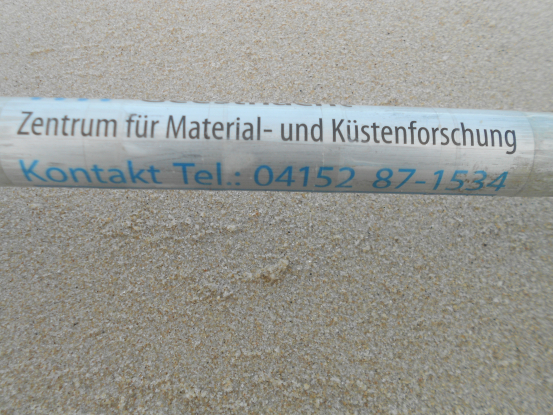 Zentrum für Material- und Küstenforschung
Kontakt Tel.: 04152 87-1534